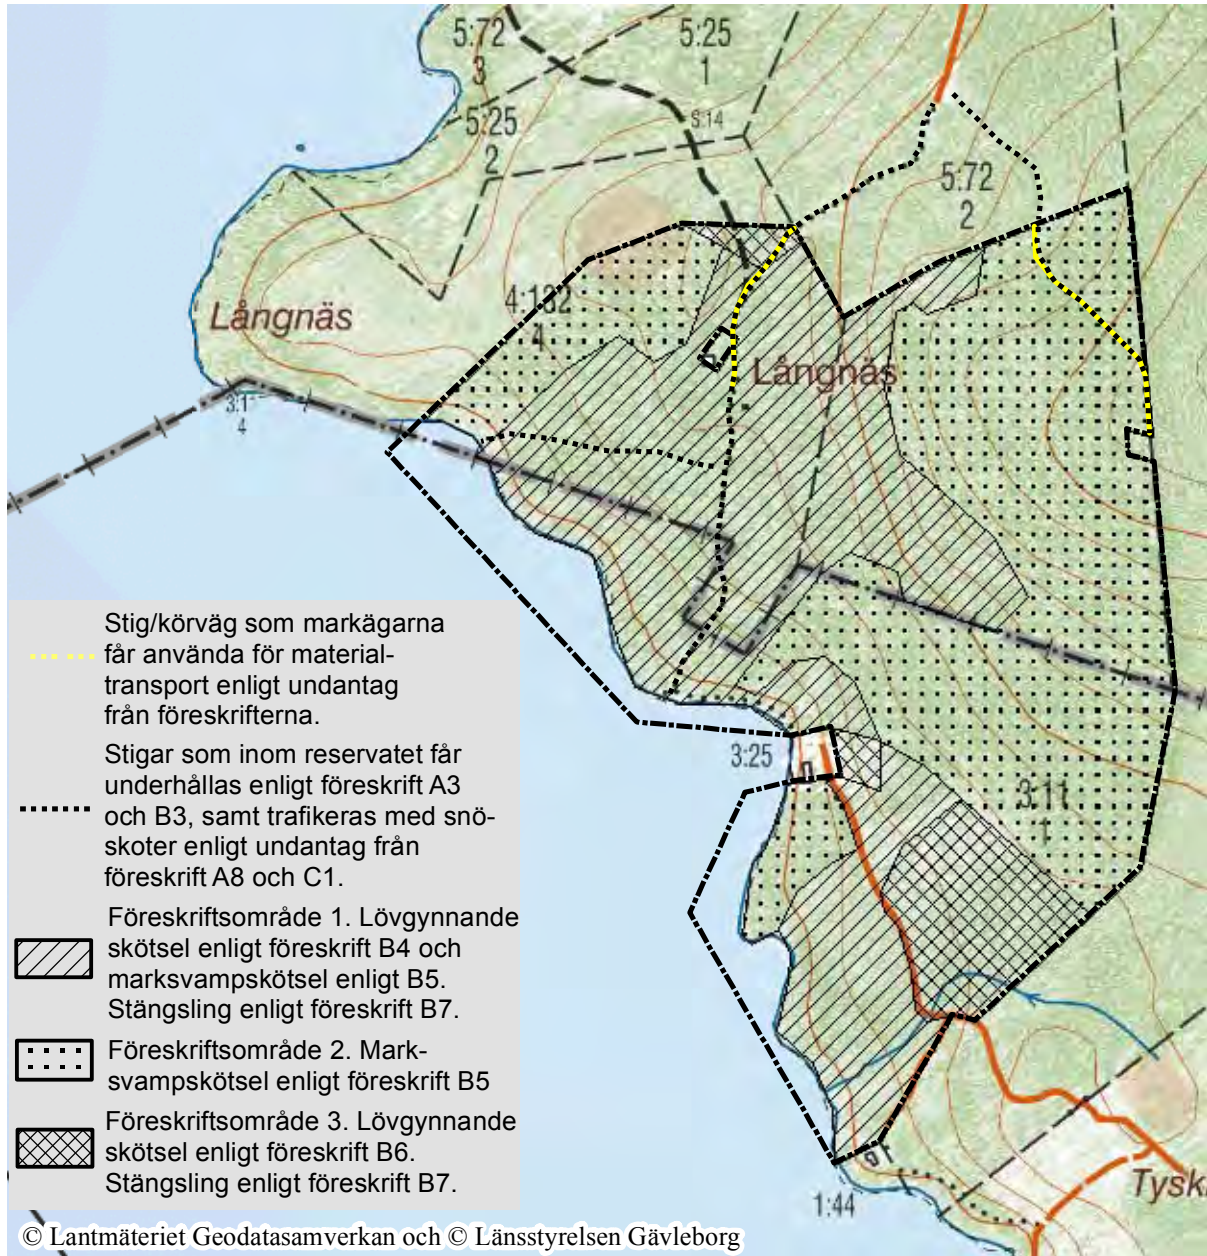 5:72
3
5:25
1
S:14
5:25
2
5:72
2
4:132
4
Långnäs
Långnäs
3:1
4
Stig/körväg som markägarna
får använda för material-
transport enligt undantag
från föreskrifterna.
Stigar som inom reservatet får
underhållas enligt föreskrift A3
och B3, samt trafikeras med snö-
skoter enligt undantag från
föreskrift A8 och C1.
Föreskriftsområde 1. Lövgynnande
skötsel enligt föreskrift B4 och
marksvampskötsel enligt B5.
Stängsling enligt föreskrift B7.
Föreskriftsområde 2. Mark-
svampskötsel enligt föreskrift B5
Föreskriftsområde 3. Lövgynnande
skötsel enligt föreskrift B6.
Stängsling enligt föreskrift B7.
3:25
3:11
1
1:44
Tysk
© Lantmäteriet Geodatasamverkan och © Länsstyrelsen Gävleborg